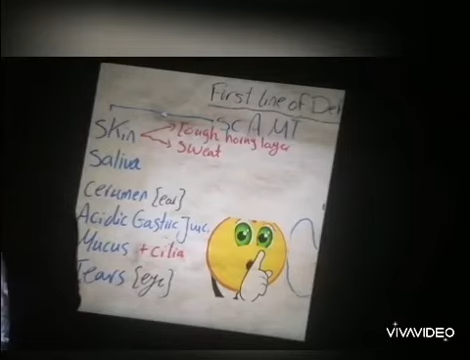 First line of De
SCAMT
Skin Tough horny layer
Sweat
Saliva
Cerumen [ear]
Acidic Gastric Juic.
Mucus + cilia
Tears [eye]
VIVAVIDEO